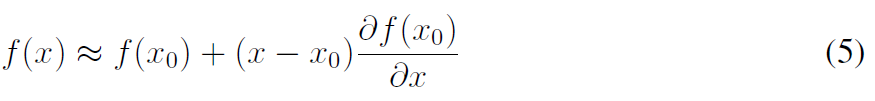 f(x) ≈ f(x₀) + (x − x₀) ∂f(x₀)/∂x (5)